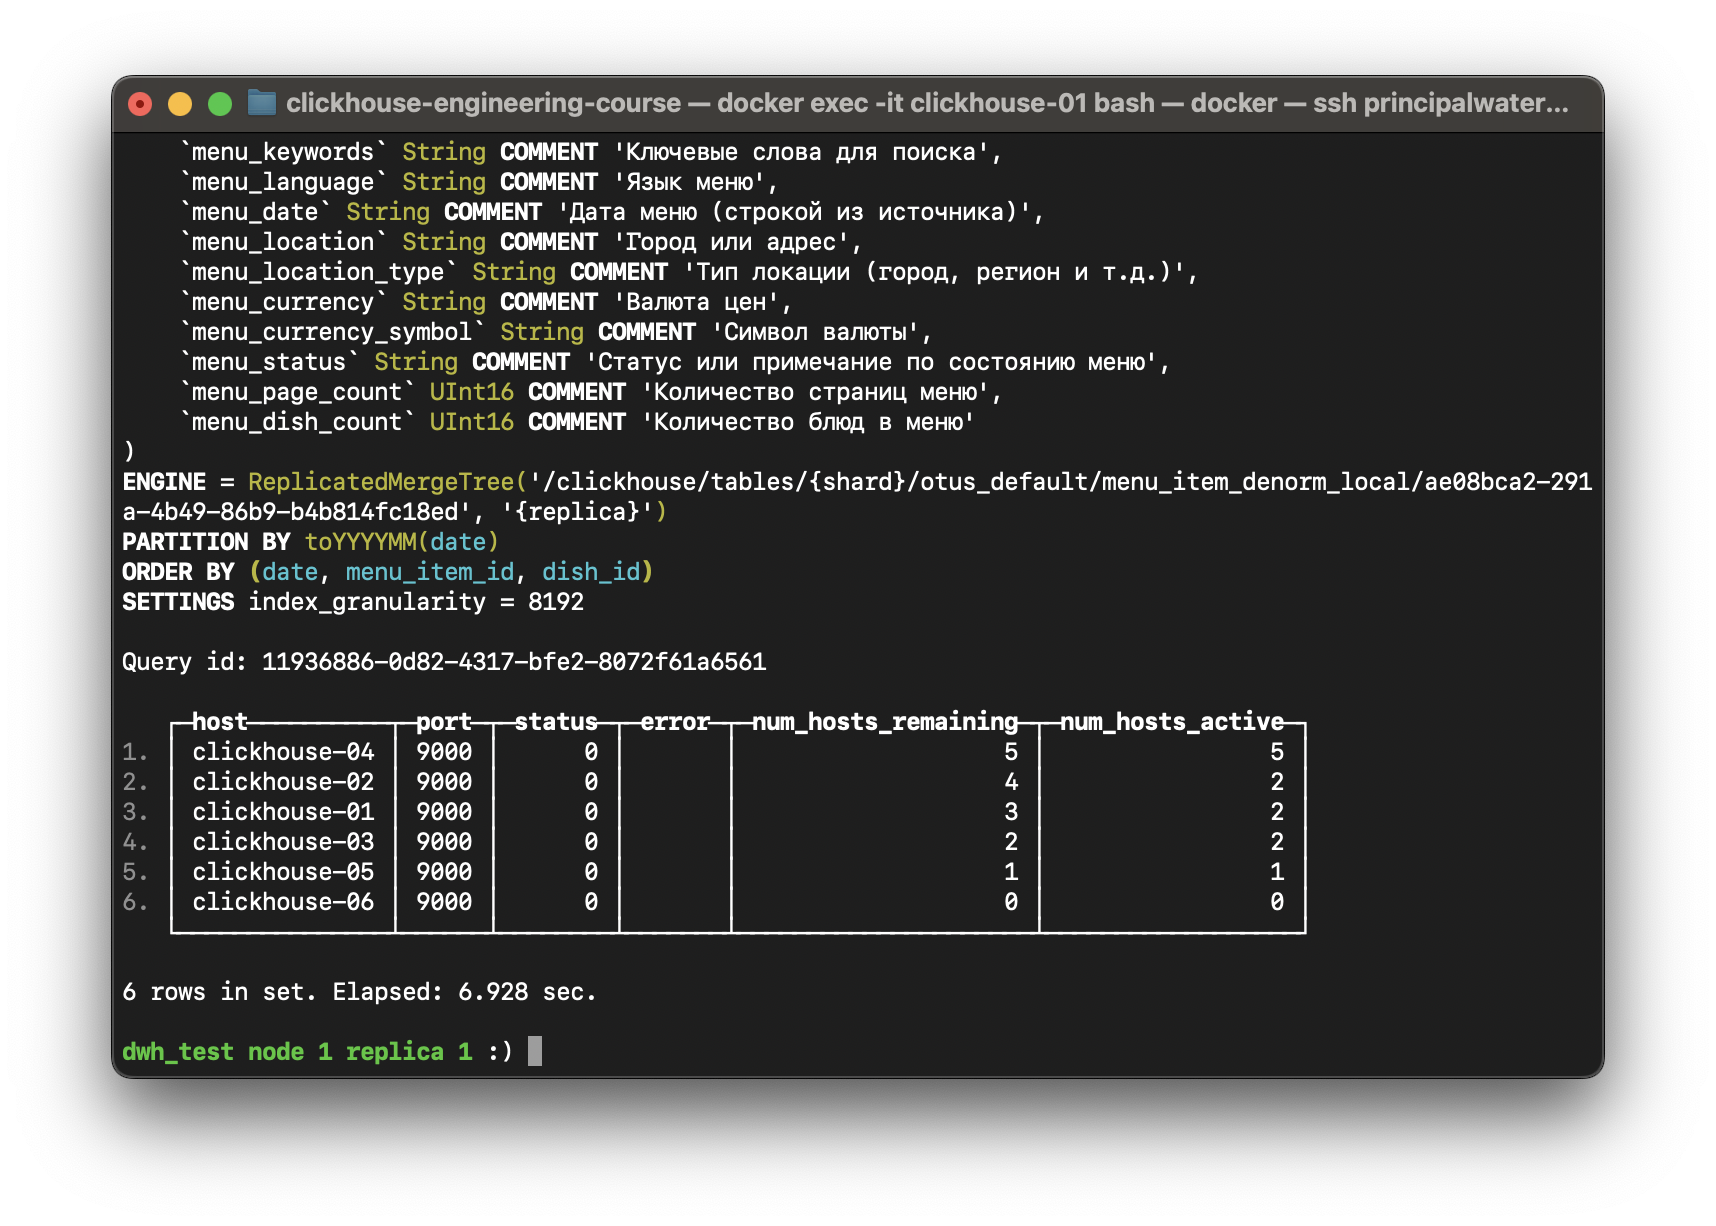 clickhouse-engineering-course — docker exec -it clickhouse-01 bash — docker — ssh principalwater…
`menu_keywords` String COMMENT 'Ключевые слова для поиска',
`menu_language` String COMMENT 'Язык меню',
`menu_date` String COMMENT 'Дата меню (строкой из источника)',
`menu_location` String COMMENT 'Город или адрес',
`menu_location_type` String COMMENT 'Тип локации (город, регион и т.д.)',
`menu_currency` String COMMENT 'Валюта цен',
`menu_currency_symbol` String COMMENT 'Символ валюты',
`menu_status` String COMMENT 'Статус или примечание по состоянию меню',
`menu_page_count` UInt16 COMMENT 'Количество страниц меню',
`menu_dish_count` UInt16 COMMENT 'Количество блюд в меню'
)
ENGINE = ReplicatedMergeTree('/clickhouse/tables/{shard}/otus_default/menu_item_denorm_local/ae08bca2-291
a-4b49-86b9-b4b814fc18ed', '{replica}')
PARTITION BY toYYYYMM(date)
ORDER BY (date, menu_item_id, dish_id)
SETTINGS index_granularity = 8192
Query id: 11936886-0d82-4317-bfe2-8072f61a6561
host port status error num_hosts_remaining num_hosts_active
1. clickhouse-04 9000 0 5 5
2. clickhouse-02 9000 0 4 2
3. clickhouse-01 9000 0 3 2
4. clickhouse-03 9000 0 2 2
5. clickhouse-05 9000 0 1 1
6. clickhouse-06 9000 0 0 0
6 rows in set. Elapsed: 6.928 sec.
dwh_test node 1 replica 1 :)